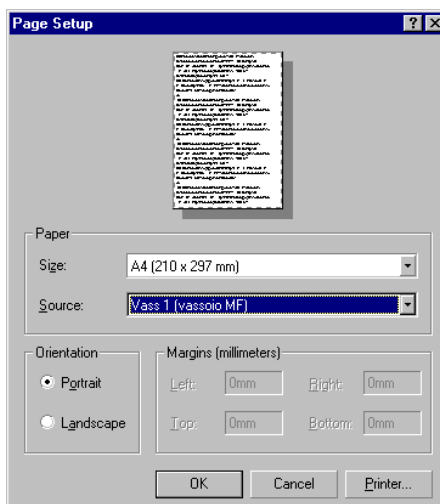 Page Setup
Paper
Size: A4 (210 x 297 mm)
Source: Vass 1 (vassoio MF)
Orientation
Portrait
Landscape
Margins (millimeters)
Left: 0mm Right: 0mm
Top: 0mm Bottom: 0mm
OK Cancel Printer...